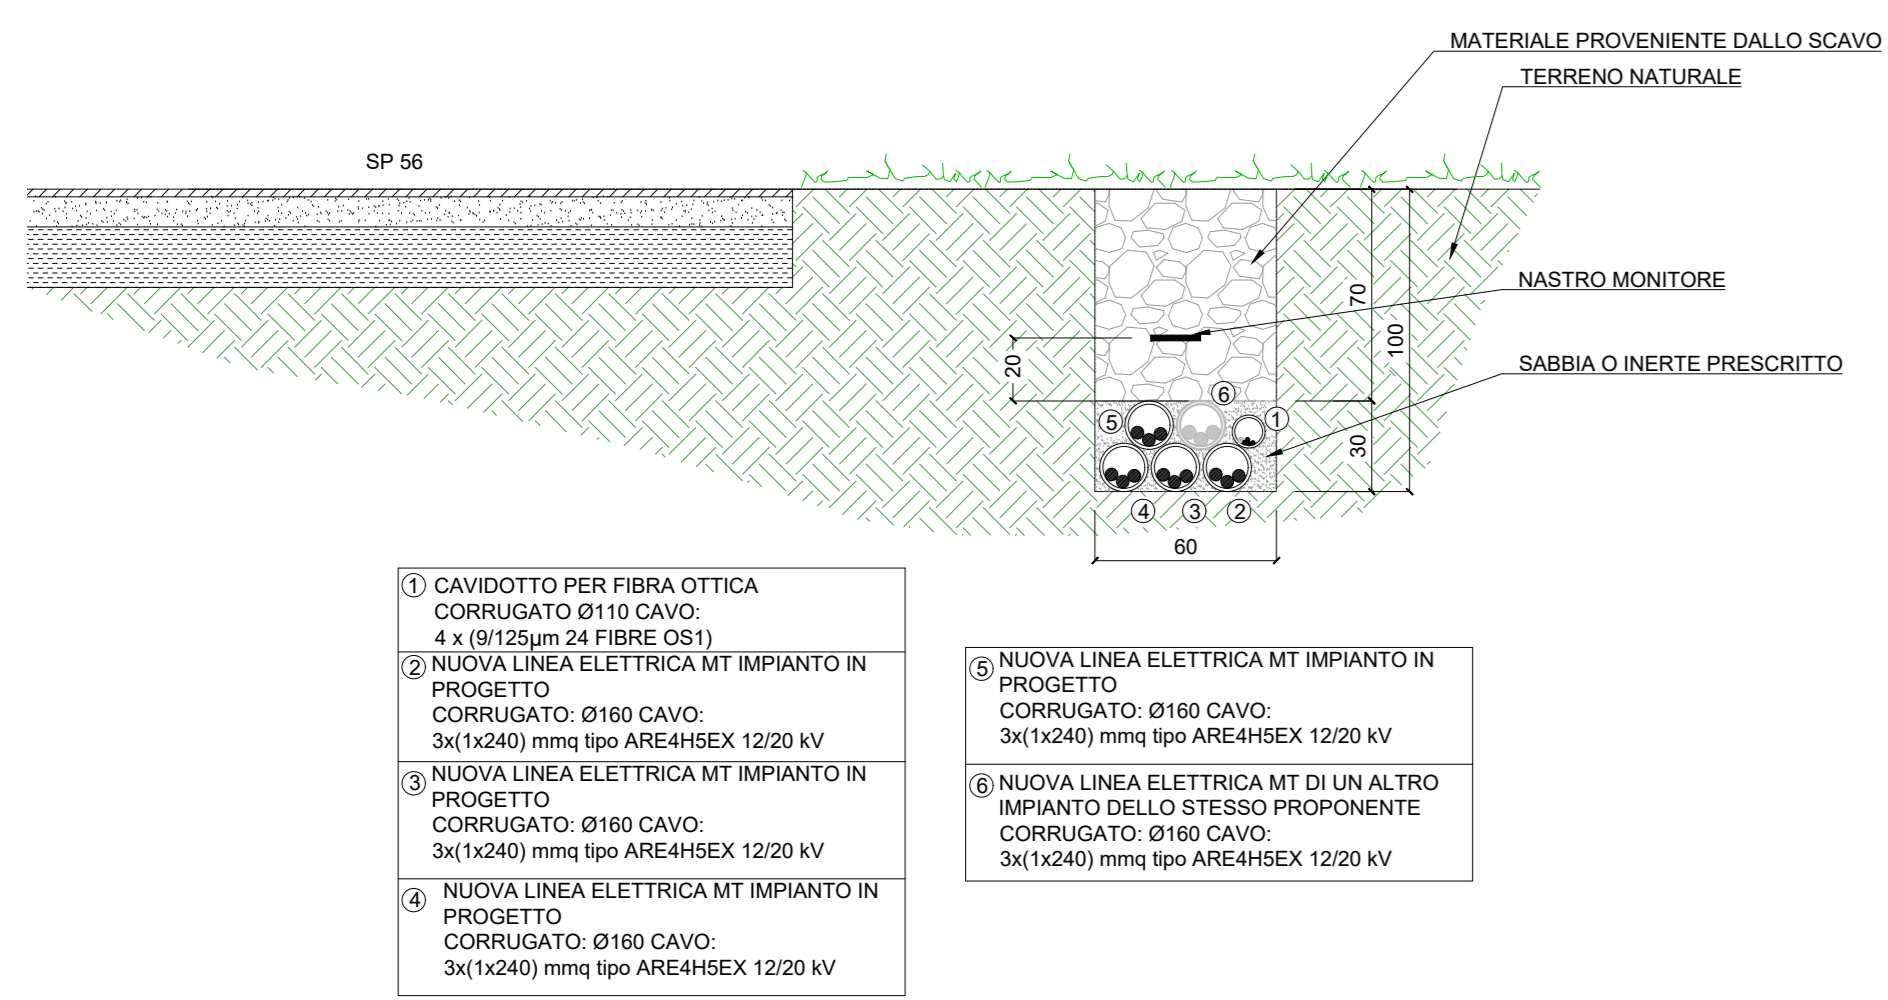 MATERIALE PROVENIENTE DALLO SCAVO
TERRENO NATURALE
SP 56
NASTRO MONITORE
70
100
20
SABBIA O INERTE PRESCRITTO
6
5
1
30
4
3
2
60
1 CAVIDOTTO PER FIBRA OTTICA
CORRUGATO Ø110 CAVO:
4 x (9/125µm 24 FIBRE OS1)
2 NUOVA LINEA ELETTRICA MT IMPIANTO IN
PROGETTO
CORRUGATO: Ø160 CAVO:
3x(1x240) mmq tipo ARE4H5EX 12/20 kV
3 NUOVA LINEA ELETTRICA MT IMPIANTO IN
PROGETTO
CORRUGATO: Ø160 CAVO:
3x(1x240) mmq tipo ARE4H5EX 12/20 kV
4 NUOVA LINEA ELETTRICA MT IMPIANTO IN
PROGETTO
CORRUGATO: Ø160 CAVO:
3x(1x240) mmq tipo ARE4H5EX 12/20 kV
5 NUOVA LINEA ELETTRICA MT IMPIANTO IN
PROGETTO
CORRUGATO: Ø160 CAVO:
3x(1x240) mmq tipo ARE4H5EX 12/20 kV
6 NUOVA LINEA ELETTRICA MT DI UN ALTRO
IMPIANTO DELLO STESSO PROPONENTE
CORRUGATO: Ø160 CAVO:
3x(1x240) mmq tipo ARE4H5EX 12/20 kV